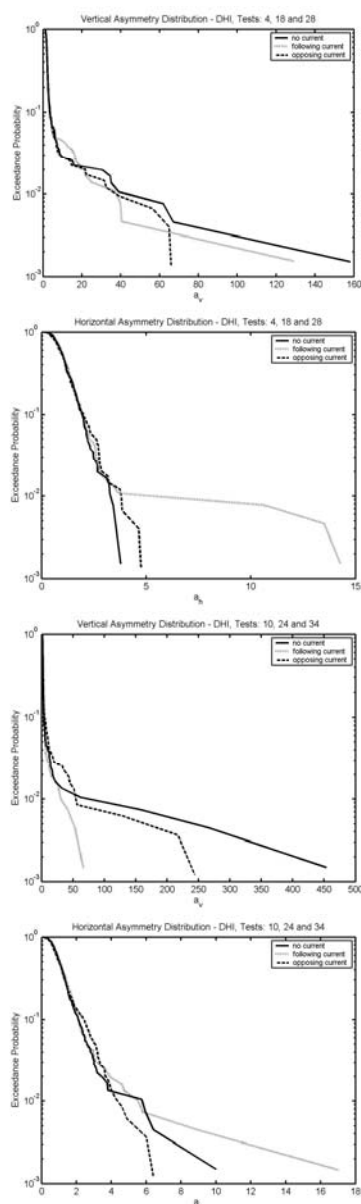 Vertical Asymmetry Distribution - DHI, Tests: 4, 18 and 28
no current
following current
opposing current
Exceedance Probability
10^0
10^-1
10^-2
10^-3
0 20 40 60 80 100 120 140 160
a_v
Horizontal Asymmetry Distribution - DHI, Tests: 4, 18 and 28
no current
following current
opposing current
Exceedance Probability
10^0
10^-1
10^-2
10^-3
0 5 10 15
a_h
Vertical Asymmetry Distribution - DHI, Tests: 10, 24 and 34
no current
following current
opposing current
Exceedance Probability
10^0
10^-1
10^-2
10^-3
0 50 100 150 200 250 300 350 400 450 500
a_v
Horizontal Asymmetry Distribution - DHI, Tests: 10, 24 and 34
no current
following current
opposing current
Exceedance Probability
10^0
10^-1
10^-2
10^-3
0 2 4 6 8 10 12 14 16 18
a